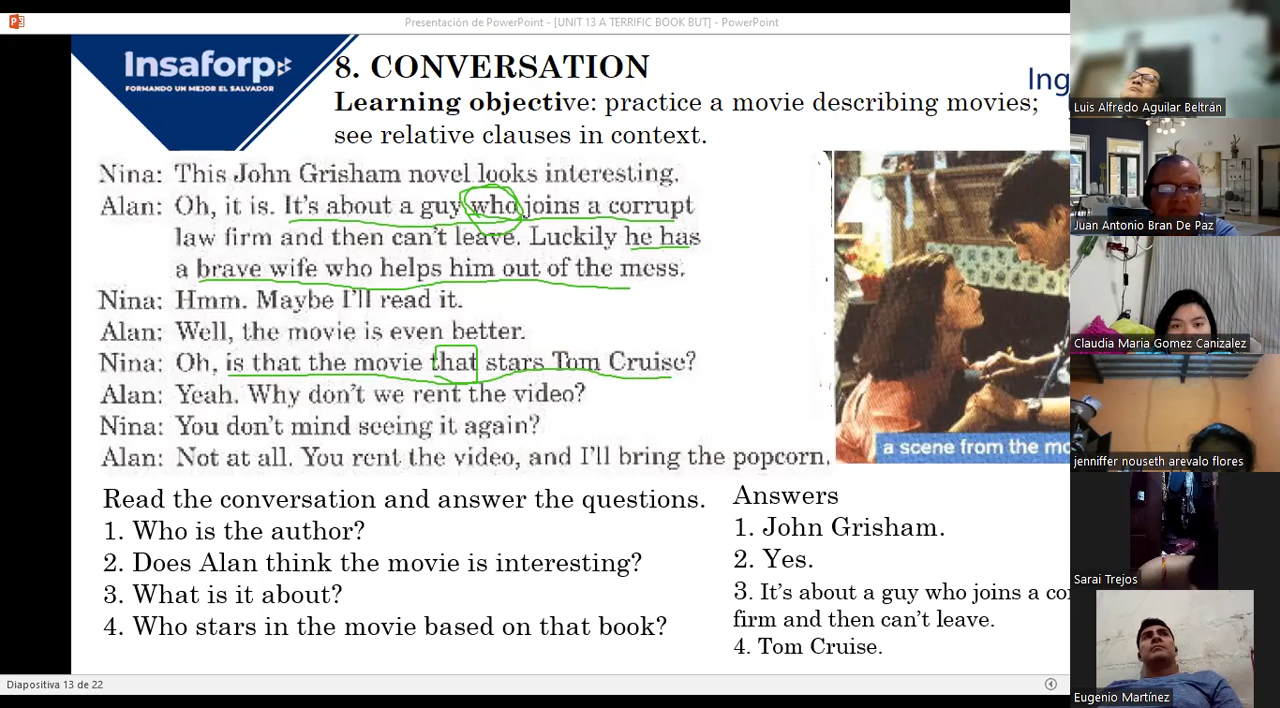 Presentación de PowerPoint - [UNIT 13 A TERRIFIC BOOK BUT] - PowerPoint
Insaforp
FORMANDO UN MEJOR EL SALVADOR
8. CONVERSATION
Ing
Learning objective: practice a movie describing movies;
see relative clauses in context.
Nina: This John Grisham novel looks interesting.
Alan: Oh, it is. It's about a guy who joins a corrupt
law firm and then can't leave. Luckily he has
a brave wife who helps him out of the mess.
Nina: Hmm. Maybe I'll read it.
Alan: Well, the movie is even better.
Nina: Oh, is that the movie that stars Tom Cruise?
Alan: Yeah. Why don't we rent the video?
Nina: You don't mind seeing it again?
Alan: Not at all. You rent the video, and I'll bring the popcorn.
a scene from the mo
Read the conversation and answer the questions.
1. Who is the author?
2. Does Alan think the movie is interesting?
3. What is it about?
4. Who stars in the movie based on that book?
Answers
1. John Grisham.
2. Yes.
3. It's about a guy who joins a co
firm and then can't leave.
4. Tom Cruise.
Diapositiva 13 de 22
Luis Alfredo Aguilar Beltrán
Juan Antonio Bran De Paz
Claudia Maria Gomez Canizalez
jenniffer nouseth arevalo flores
Sarai Trejos
Eugenio Martínez